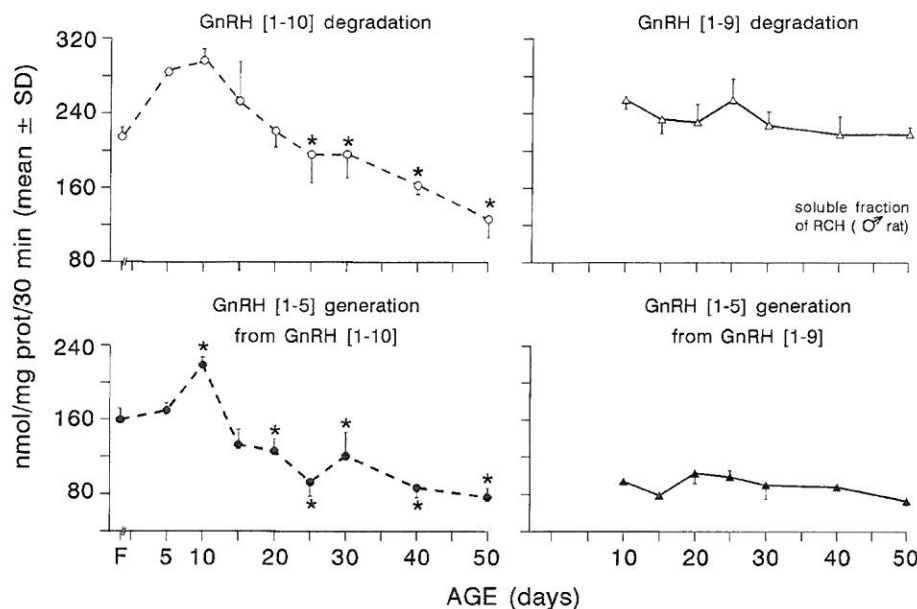 GnRH [1-10] degradation
GnRH [1-9] degradation
320
240
160
80
* * * *
soluble fraction
of RCH ( ♂ rat)
GnRH [1-5] generation
from GnRH [1-10]
GnRH [1-5] generation
from GnRH [1-9]
240
160
80
* * * * * *
nmol/mg prot/30 min (mean ± SD)
F 5 10 20 30 40 50
10 20 30 40 50
AGE (days)